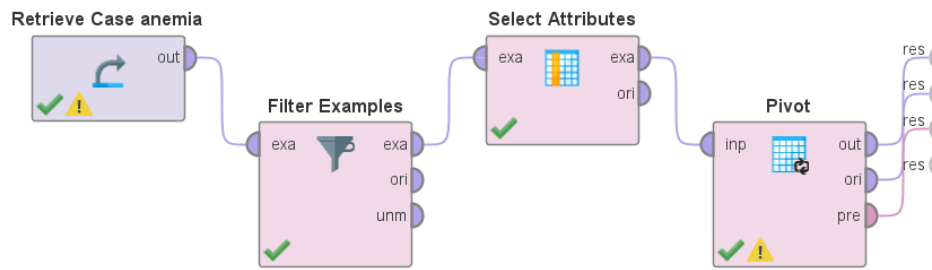 Retrieve Case anemia
out
Filter Examples
exa
exa
ori
unm
Select Attributes
exa
exa
ori
Pivot
inp
out
ori
pre
res
res
res
res